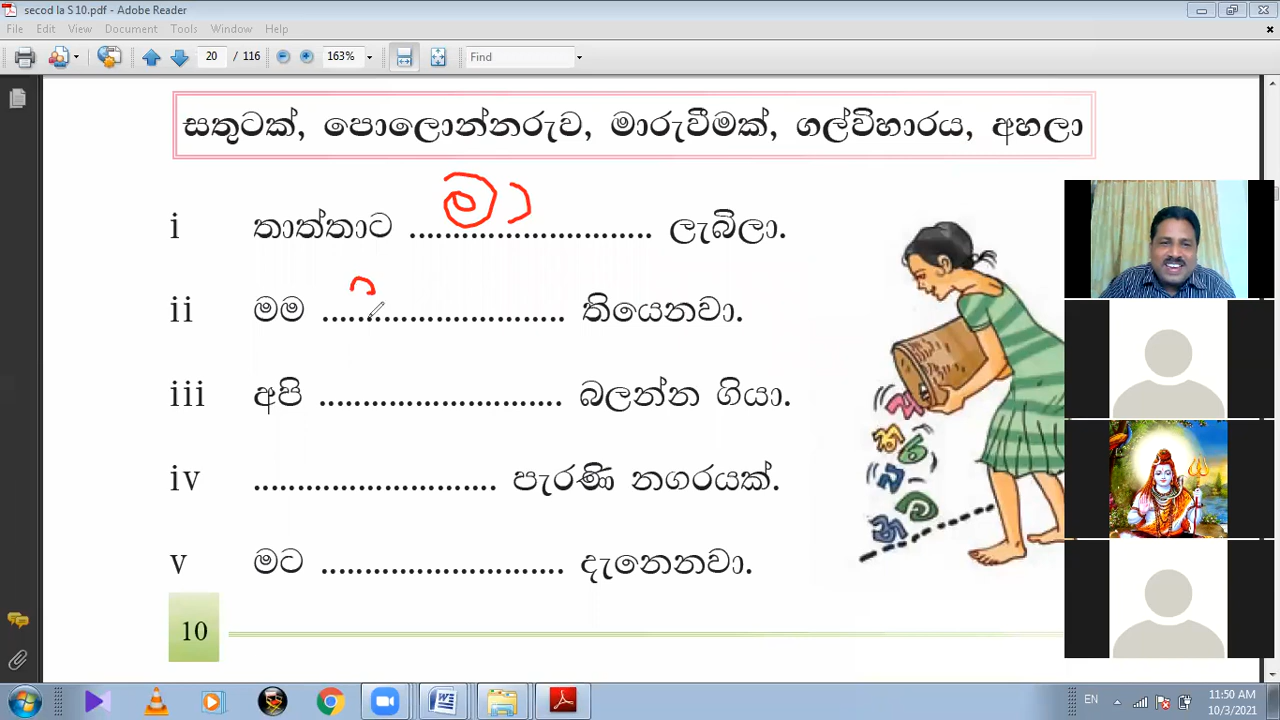 secod la S 10.pdf - Adobe Reader
File Edit View Document Tools Window Help
20 / 116 163% Find
සතුටක්, පොලොන්නරුව, මාරුවීමක්, ගල්විහාරය, අහලා
මා
i තාත්තාට ............................ ලැබිලා.
ii මම ............................ තියෙනවා.
iii අපි ............................ බලන්න ගියා.
iv ............................ පැරණි නගරයක්.
v මට ............................ දැනෙනවා.
10
EN 11:50 AM
10/3/2021